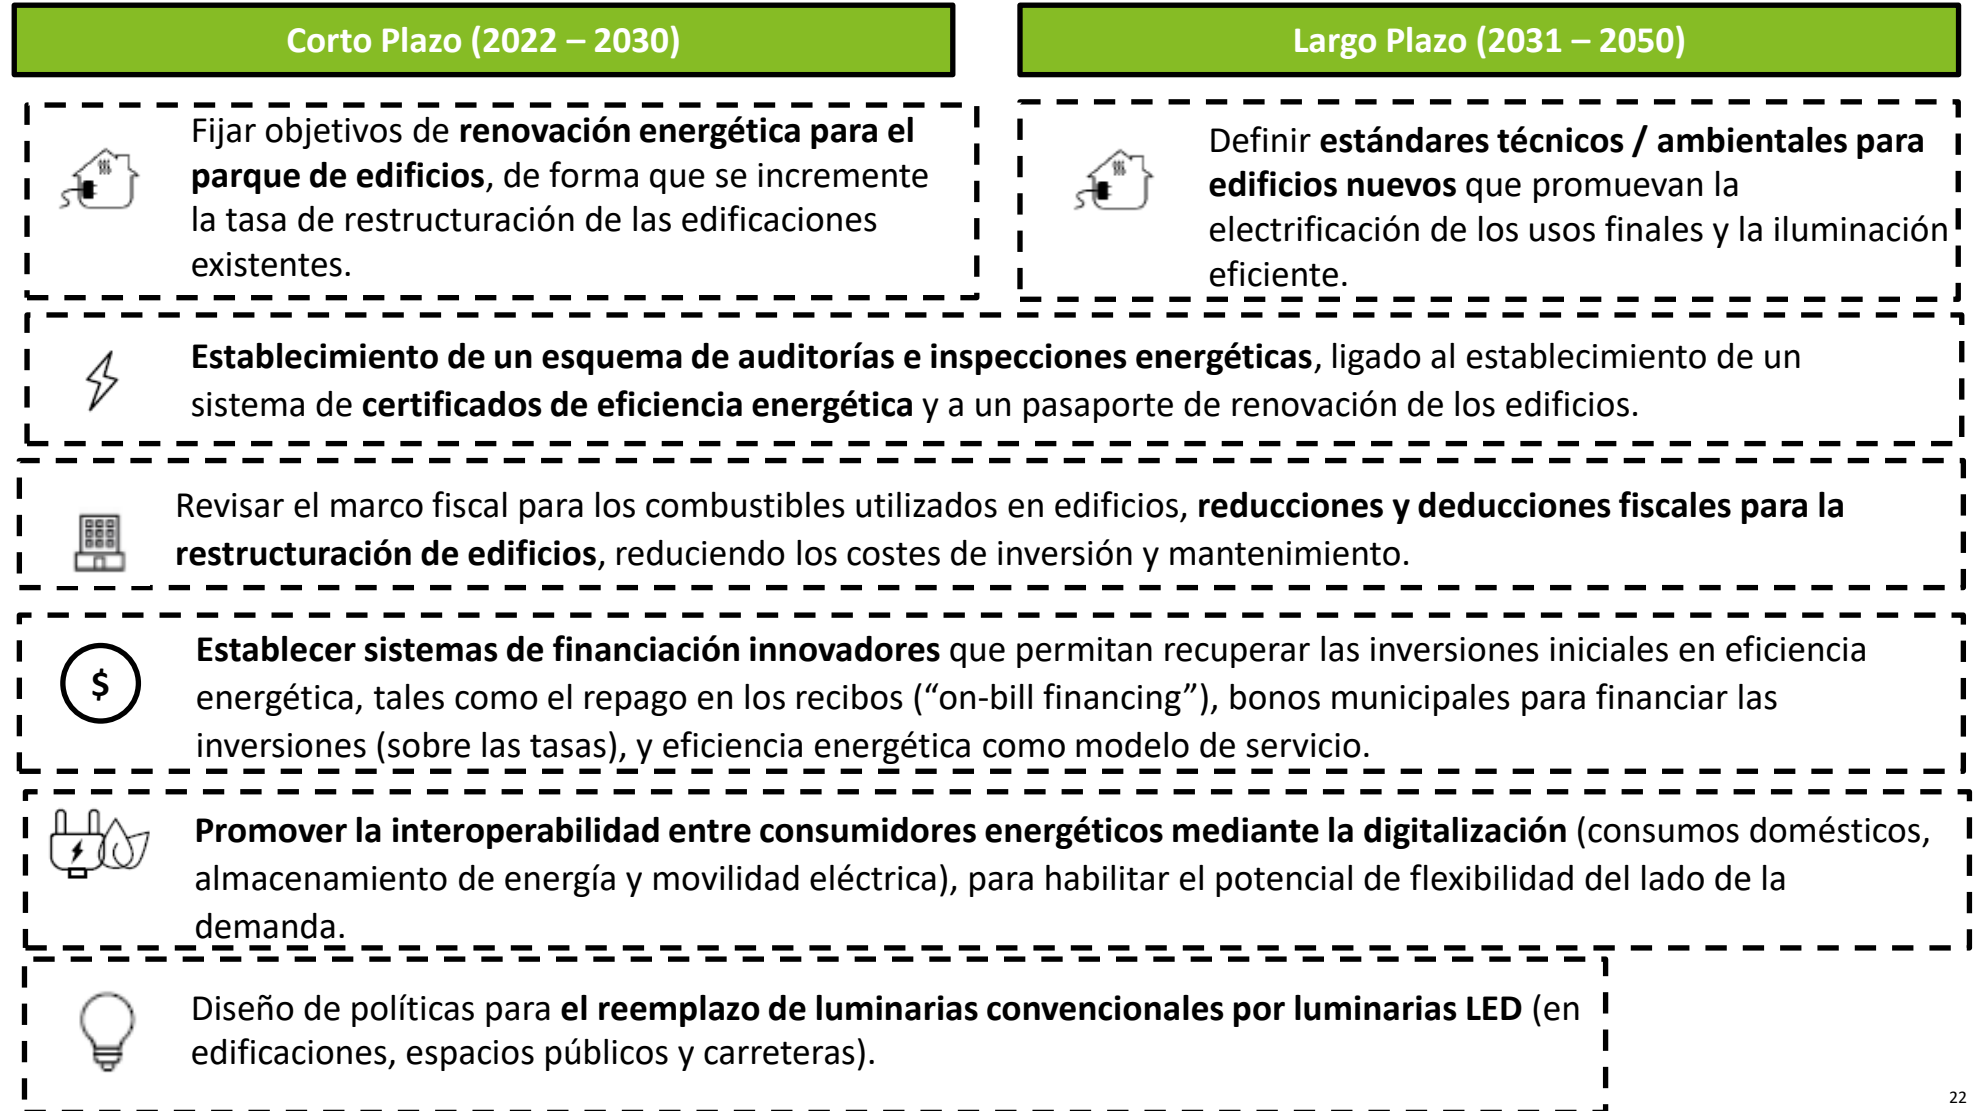 Corto Plazo (2022 – 2030)
Largo Plazo (2031 – 2050)
Fijar objetivos de renovación energética para el
parque de edificios, de forma que se incremente
la tasa de restructuración de las edificaciones
existentes.
Definir estándares técnicos / ambientales para
edificios nuevos que promuevan la
electrificación de los usos finales y la iluminación
eficiente.
Establecimiento de un esquema de auditorías e inspecciones energéticas, ligado al establecimiento de un
sistema de certificados de eficiencia energética y a un pasaporte de renovación de los edificios.
Revisar el marco fiscal para los combustibles utilizados en edificios, reducciones y deducciones fiscales para la
restructuración de edificios, reduciendo los costes de inversión y mantenimiento.
$
Establecer sistemas de financiación innovadores que permitan recuperar las inversiones iniciales en eficiencia
energética, tales como el repago en los recibos (“on-bill financing”), bonos municipales para financiar las
inversiones (sobre las tasas), y eficiencia energética como modelo de servicio.
Promover la interoperabilidad entre consumidores energéticos mediante la digitalización (consumos domésticos,
almacenamiento de energía y movilidad eléctrica), para habilitar el potencial de flexibilidad del lado de la
demanda.
Diseño de políticas para el reemplazo de luminarias convencionales por luminarias LED (en
edificaciones, espacios públicos y carreteras).
22